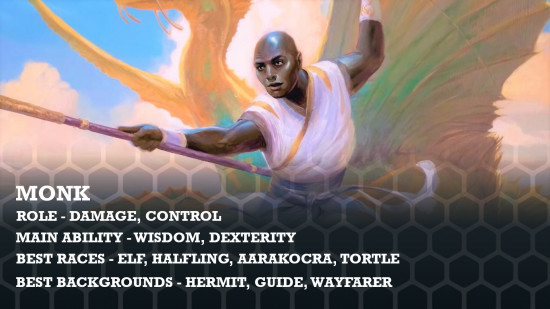 MONK
ROLE - DAMAGE, CONTROL
MAIN ABILITY - WISDOM, DEXTERITY
BEST RACES - ELF, HALFLING, AARAKOCRA, TORTLE
BEST BACKGROUNDS - HERMIT, GUIDE, WAYFARER